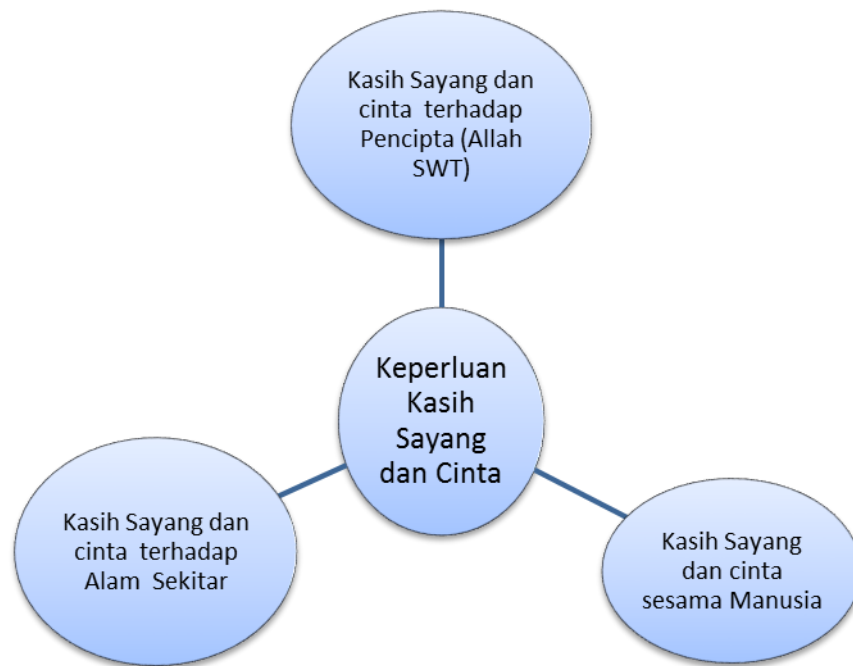 Kasih Sayang dan
cinta terhadap
Pencipta (Allah
SWT)
Keperluan
Kasih
Sayang
dan Cinta
Kasih Sayang dan
cinta terhadap
Alam Sekitar
Kasih Sayang
dan cinta
sesama Manusia